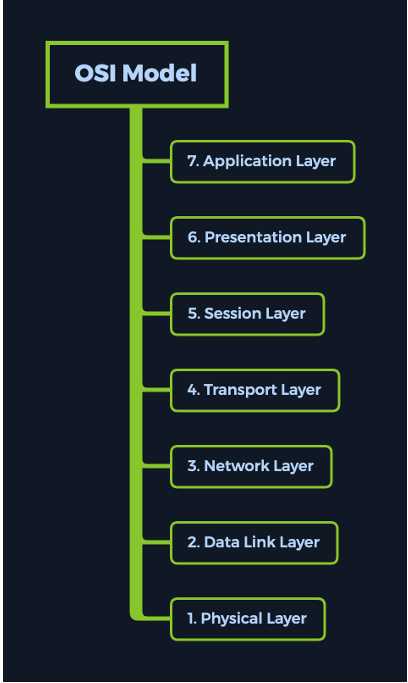 OSI Model
7. Application Layer
6. Presentation Layer
5. Session Layer
4. Transport Layer
3. Network Layer
2. Data Link Layer
1. Physical Layer